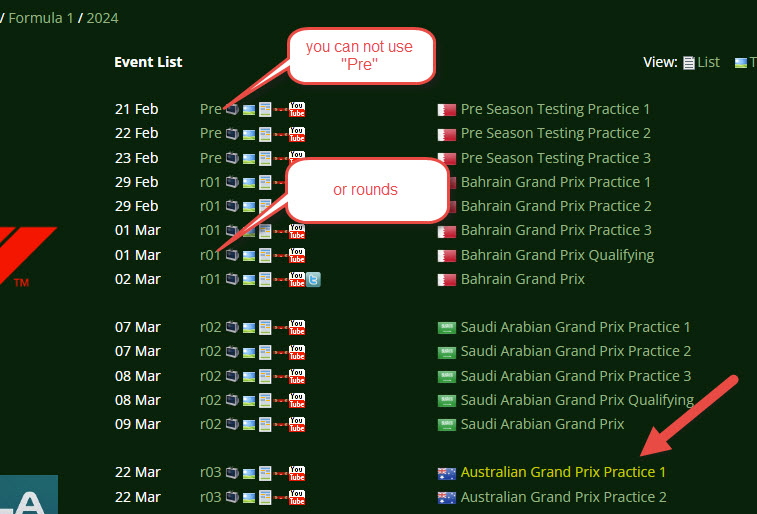 / Formula 1 / 2024
you can not use
"Pre"
Event List
View: List T
21 Feb Pre You Tube Pre Season Testing Practice 1
22 Feb Pre You Tube Pre Season Testing Practice 2
23 Feb Pre You Pre Season Testing Practice 3
29 Feb r01 Bahrain Grand Prix Practice 1
or rounds
29 Feb r01 Bahrain Grand Prix Practice 2
01 Mar r01 You Tube Bahrain Grand Prix Practice 3
01 Mar r01 You Tube Bahrain Grand Prix Qualifying
TM
02 Mar r01 You Tube t Bahrain Grand Prix
07 Mar r02 You Tube Saudi Arabian Grand Prix Practice 1
07 Mar r02 You Tube Saudi Arabian Grand Prix Practice 2
08 Mar r02 You Tube Saudi Arabian Grand Prix Practice 3
08 Mar r02 You Tube Saudi Arabian Grand Prix Qualifying
09 Mar r02 You Tube Saudi Arabian Grand Prix
22 Mar r03 You Tube Australian Grand Prix Practice 1
22 Mar r03 You Tube Australian Grand Prix Practice 2